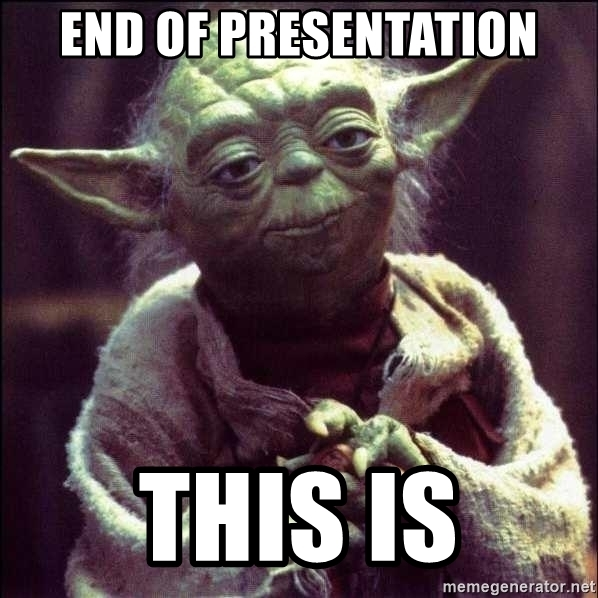 END OF PRESENTATION
THIS IS
memegenerator.net